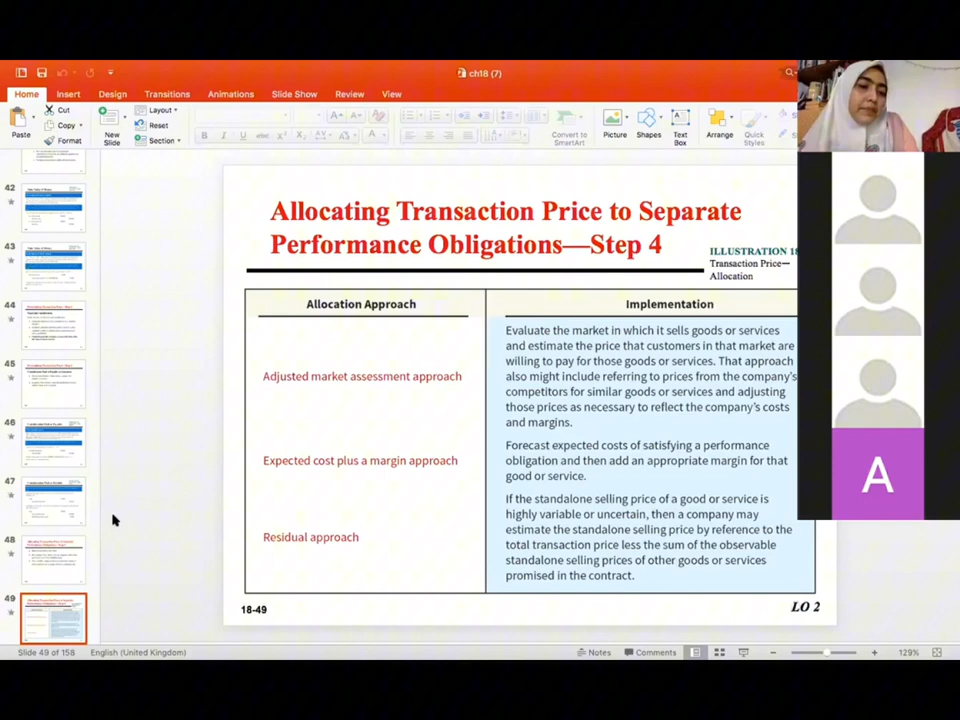 ch18 (7)
Home Insert Design Transitions Animations Slide Show Review View
Paste
Cut
Copy
Format
New
Slide
Layout
Reset
Section
B I U abc X² X₂ AV Aa A
Convert to
SmartArt
Picture
Shapes
Text
Box
Arrange
Quick
Styles
42
43
44
45
46
47
48
49
Allocating Transaction Price to Separate
Performance Obligations—Step 4
ILLUSTRATION 18
Transaction Price—
Allocation
Allocation Approach
Implementation
Adjusted market assessment approach
Evaluate the market in which it sells goods or services
and estimate the price that customers in that market are
willing to pay for those goods or services. That approach
also might include referring to prices from the company's
competitors for similar goods or services and adjusting
those prices as necessary to reflect the company's costs
and margins.
Expected cost plus a margin approach
Forecast expected costs of satisfying a performance
obligation and then add an appropriate margin for that
good or service.
Residual approach
If the standalone selling price of a good or service is
highly variable or uncertain, then a company may
estimate the standalone selling price by reference to the
total transaction price less the sum of the observable
standalone selling prices of other goods or services
promised in the contract.
18-49
LO 2
A
Slide 49 of 158 English (United Kingdom) Notes Comments 129%